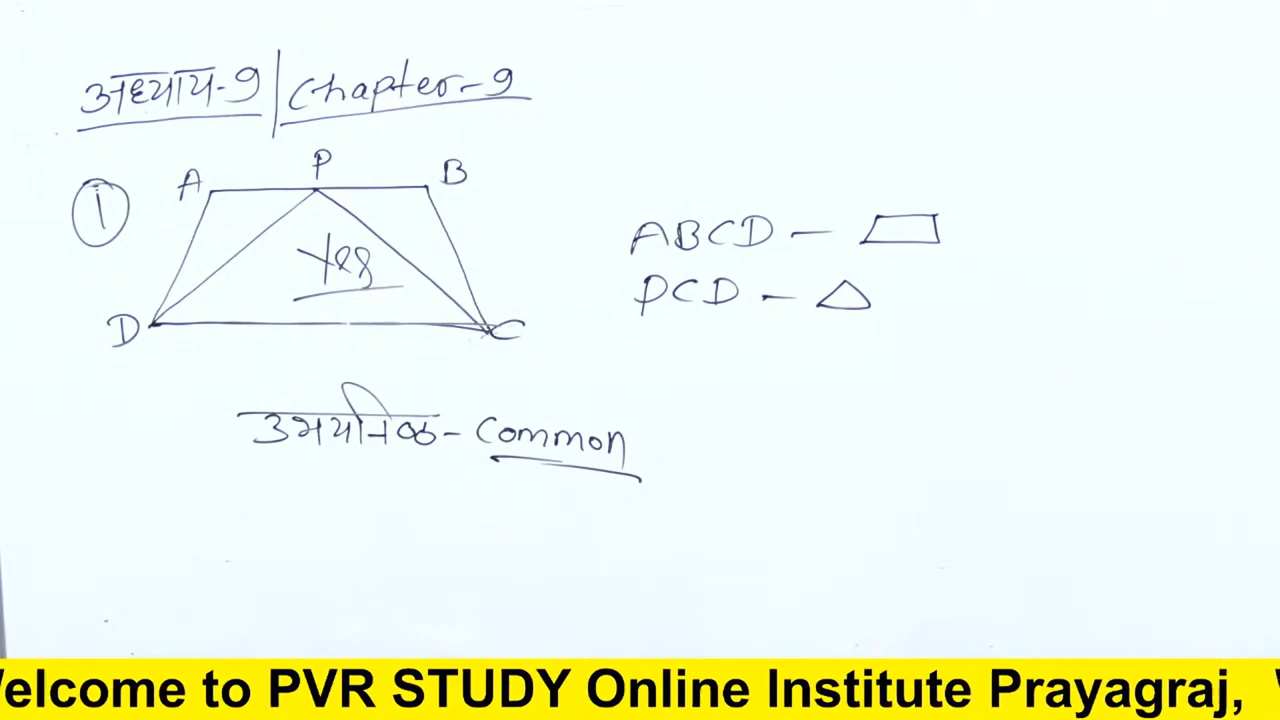 अध्याय-9 | Chapter-9
1
A P B
Yes
D C
ABCD -
PCD -
उभयनिष्ठ - Common
Welcome to PVR STUDY Online Institute Prayagraj,